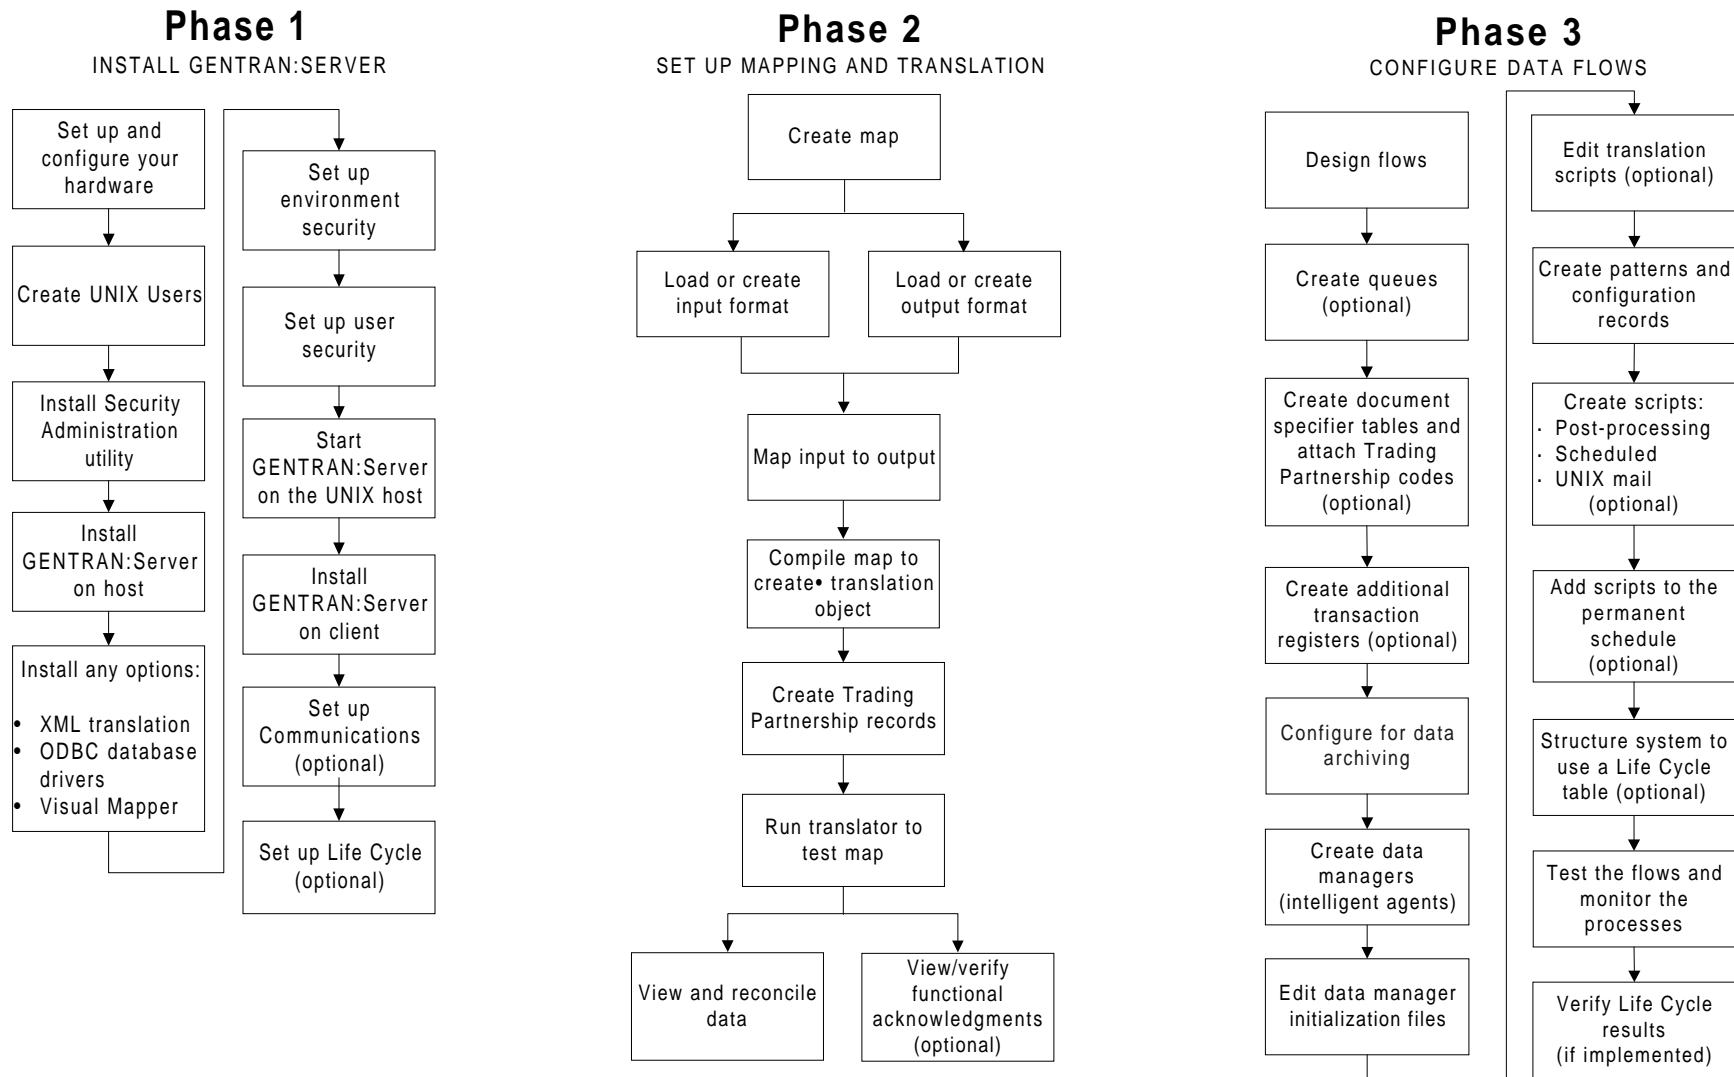 Phase 1
INSTALL GENTRAN:SERVER
Set up and
configure your
hardware
Create UNIX Users
Install Security
Administration
utility
Install
GENTRAN:Server
on host
Install any options:
• XML translation
• ODBC database
drivers
• Visual Mapper
Set up
environment
security
Set up user
security
Start
GENTRAN:Server
on the UNIX host
Install
GENTRAN:Server
on client
Set up
Communications
(optional)
Set up Life Cycle
(optional)
Phase 2
SET UP MAPPING AND TRANSLATION
Create map
Load or create
input format
Load or create
output format
Map input to output
Compile map to
create• translation
object
Create Trading
Partnership records
Run translator to
test map
View and reconcile
data
View/verify
functional
acknowledgments
(optional)
Phase 3
CONFIGURE DATA FLOWS
Design flows
Create queues
(optional)
Create document
specifier tables and
attach Trading
Partnership codes
(optional)
Create additional
transaction
registers (optional)
Configure for data
archiving
Create data
managers
(intelligent agents)
Edit data manager
initialization files
Edit translation
scripts (optional)
Create patterns and
configuration
records
Create scripts:
· Post-processing
· Scheduled
· UNIX mail
(optional)
Add scripts to the
permanent
schedule
(optional)
Structure system to
use a Life Cycle
table (optional)
Test the flows and
monitor the
processes
Verify Life Cycle
results
(if implemented)